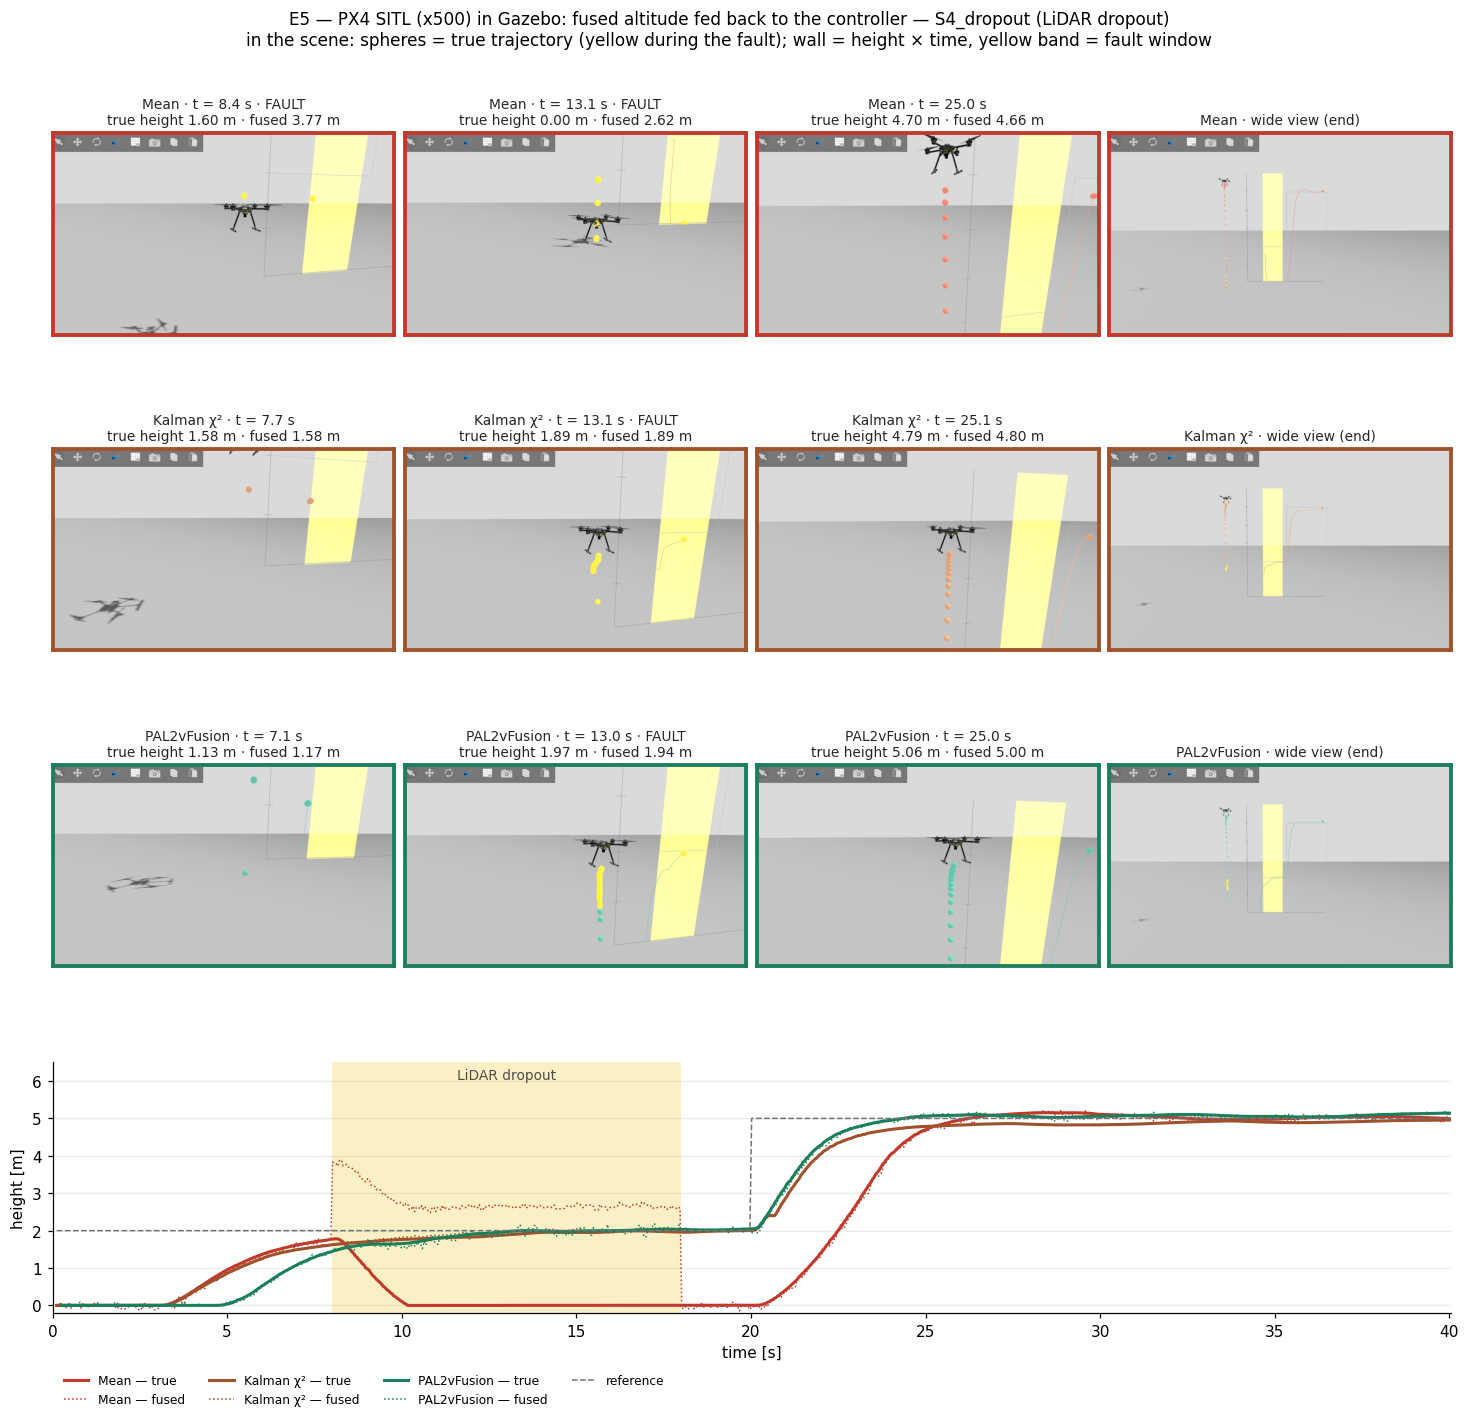 E5 — PX4 SITL (x500) in Gazebo: fused altitude fed back to the controller — S4_dropout (LiDAR dropout)
in the scene: spheres = true trajectory (yellow during the fault); wall = height × time, yellow band = fault window
Mean · t = 8.4 s · FAULT
true height 1.60 m · fused 3.77 m
Mean · t = 13.1 s · FAULT
true height 0.00 m · fused 2.62 m
Mean · t = 25.0 s
true height 4.70 m · fused 4.66 m
Mean · wide view (end)
Kalman χ² · t = 7.7 s
true height 1.58 m · fused 1.58 m
Kalman χ² · t = 13.1 s · FAULT
true height 1.89 m · fused 1.89 m
Kalman χ² · t = 25.1 s
true height 4.79 m · fused 4.80 m
Kalman χ² · wide view (end)
PAL2vFusion · t = 7.1 s
true height 1.13 m · fused 1.17 m
PAL2vFusion · t = 13.0 s · FAULT
true height 1.97 m · fused 1.94 m
PAL2vFusion · t = 25.0 s
true height 5.06 m · fused 5.00 m
PAL2vFusion · wide view (end)
LiDAR dropout
height [m]
6
5
4
3
2
1
0
0 5 10 15 20 25 30 35 40
time [s]
Mean — true
Mean — fused
Kalman χ² — true
Kalman χ² — fused
PAL2vFusion — true
PAL2vFusion — fused
reference